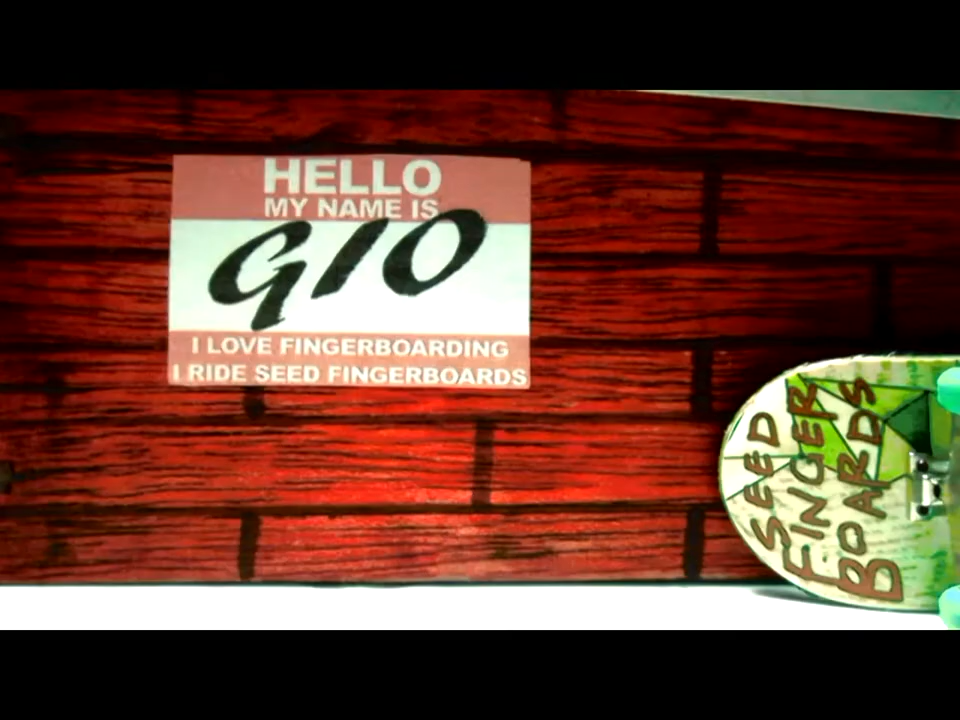 HELLO
MY NAME IS
GIO
I LOVE FINGERBOARDING
I RIDE SEED FINGERBOARDS
SEED
FINGER
BOARDS